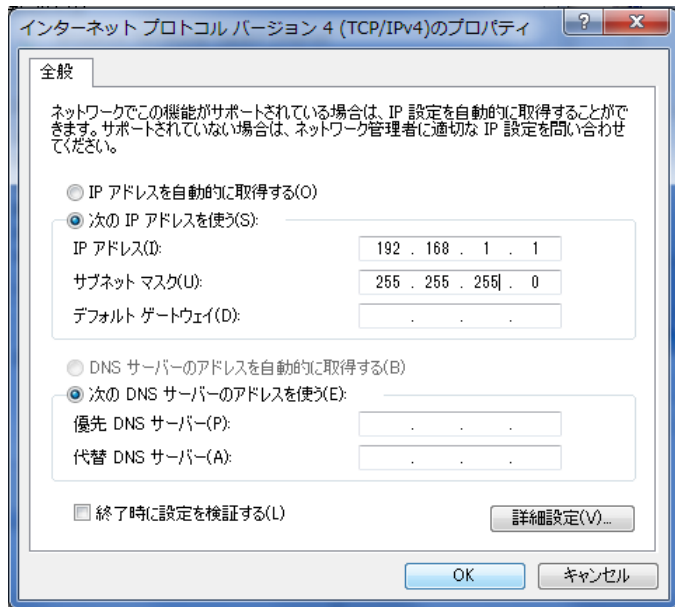 インターネット プロトコル バージョン 4 (TCP/IPv4)のプロパティ
全般
ネットワークでこの機能がサポートされている場合は、IP 設定を自動的に取得することがで
きます。サポートされていない場合は、ネットワーク管理者に適切な IP 設定を問い合わせ
てください。
IP アドレスを自動的に取得する(O)
次の IP アドレスを使う(S):
IP アドレス(I): 192 . 168 . 1 . 1
サブネット マスク(U): 255 . 255 . 255 . 0
デフォルト ゲートウェイ(D): . . .
DNS サーバーのアドレスを自動的に取得する(B)
次の DNS サーバーのアドレスを使う(E):
優先 DNS サーバー(P): . . .
代替 DNS サーバー(A): . . .
終了時に設定を検証する(L)
詳細設定(V)...
OK キャンセル